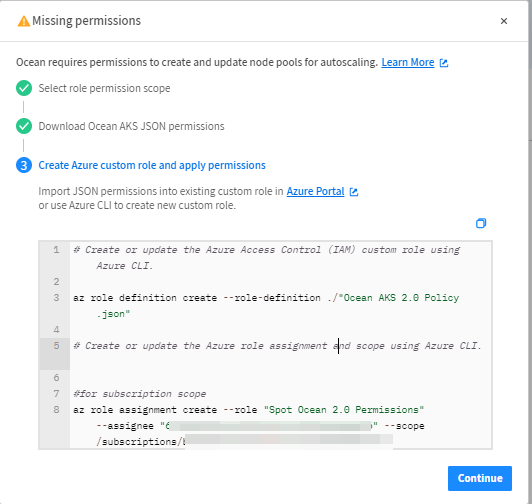 Missing permissions
Ocean requires permissions to create and update node pools for autoscaling. Learn More
Select role permission scope
Download Ocean AKS JSON permissions
3 Create Azure custom role and apply permissions
Import JSON permissions into existing custom role in Azure Portal
or use Azure CLI to create new custom role.
1 # Create or update the Azure Access Control (IAM) custom role using
Azure CLI.
2
3 az role definition create --role-definition ./"Ocean AKS 2.0 Policy
.json"
4
5 # Create or update the Azure role assignment and scope using Azure CLI.
6
7 #for subscription scope
8 az role assignment create --role "Spot Ocean 2.0 Permissions"
--assignee " " --scope
/subscriptions/
Continue